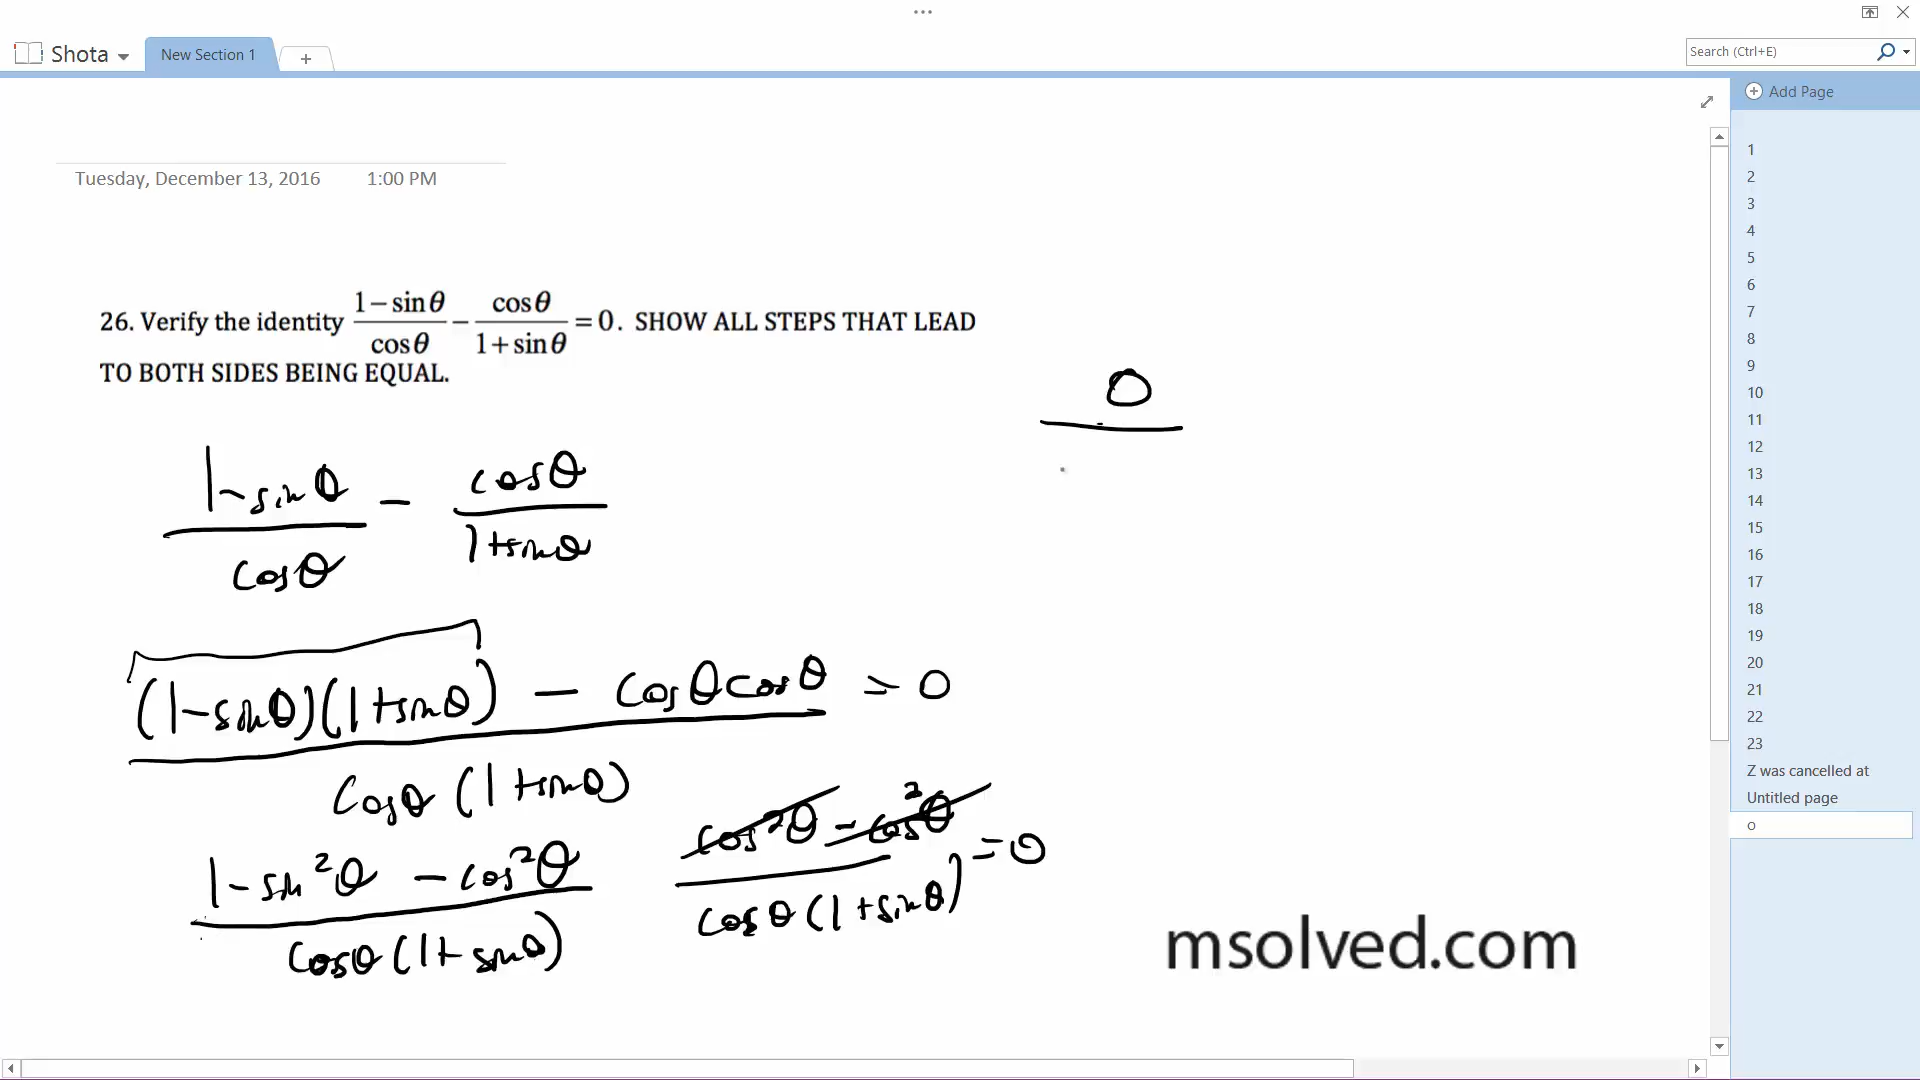 ...
Shota
New Section 1
+
Search (Ctrl+E)
Add Page
Tuesday, December 13, 2016 1:00 PM
26. Verify the identity (1−sinθ)/cosθ − cosθ/(1+sinθ) = 0. SHOW ALL STEPS THAT LEAD
TO BOTH SIDES BEING EQUAL.
0
1-sinθ / cosθ − cosθ / 1+sinθ
(1-sinθ)(1+sinθ) − cosθcosθ = 0
cosθ(1+sinθ)
cos²θ − cos²θ = 0
cosθ(1+sinθ)
1-sin²θ − cos²θ
cosθ(1+sinθ)
msolved.com
1
2
3
4
5
6
7
8
9
10
11
12
13
14
15
16
17
18
19
20
21
22
23
Z was cancelled at
Untitled page
o